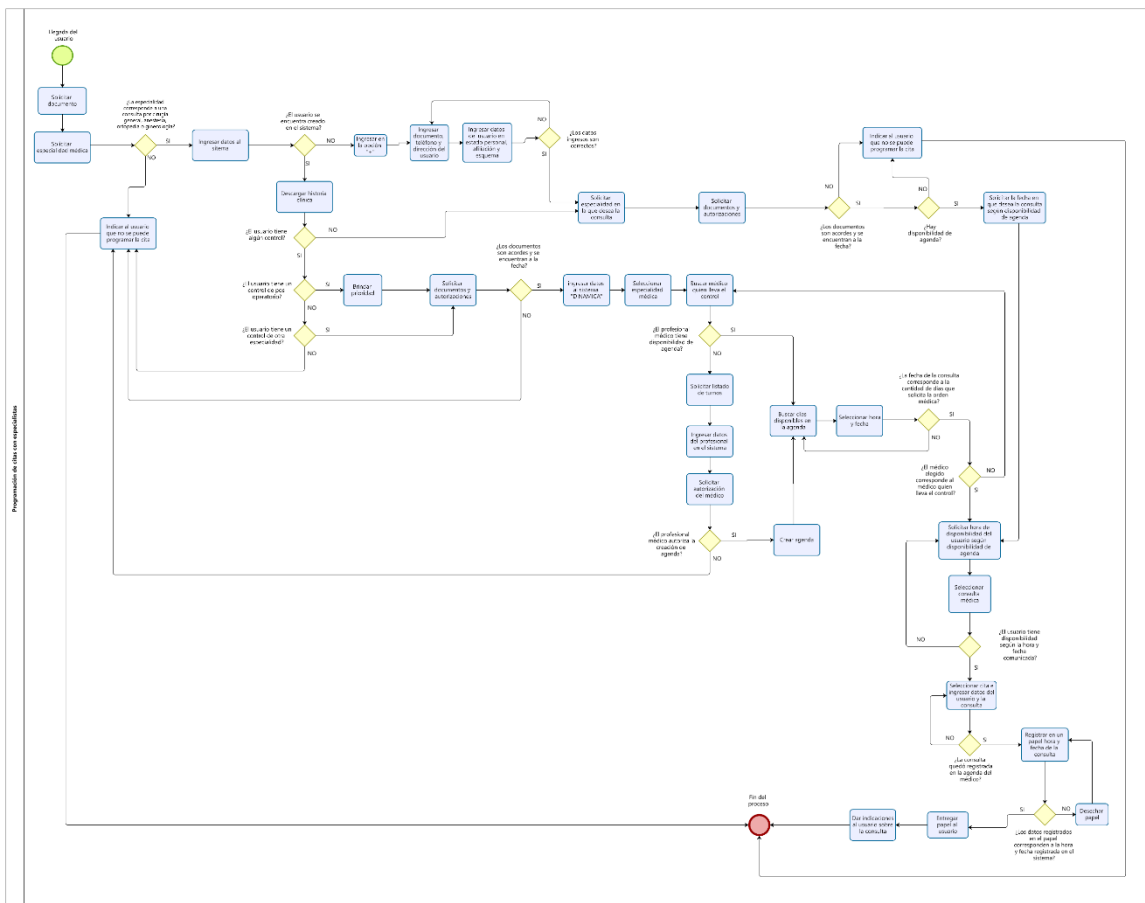 Llegada del
usuario
Solicitar
documento
Solicitar
especialidad médica
¿La especialidad
corresponde a una
consulta por cirugía
general, anestesia,
ortopedia o ginecología?
SI
NO
Ingresar datos al
sitema
¿El usuario se
encuentra creado
en el sistema?
NO
SI
Ingresar en
la opción
"+"
Ingresar
documento,
teléfono y
dirección del
usuario
Ingresar datos
del usuario en
estado personal,
afiliación y
esquema
¿Los datos
ingresos son
correctos?
NO
SI
Descargar historia
clínica
¿El usuario tiene
algún control?
NO
SI
Indicar al usuario
que no se puede
programar la cita
Solicitar
especialidad en
la que desea la
consulta
Solicitar
documentos y
autorizaciones
Indicar al usuario
que no se puede
programar la cita
NO
SI
¿Los documentos
son acordes y se
encuentran a la
fecha?
NO
SI
¿Hay
disponibilidad de
agenda?
Solicitar la fecha en
que desea la consulta
según disponibilidad
de agenda
¿El usuario tiene un
control de pos
operatorio?
SI
NO
Brindar
prioridad
Solicitar
documentos y
autorizaciones
¿Los documentos
son acordes y se
encuentran a la
fecha?
SI
NO
Ingresar datos
al sistema
"DINAMICA"
Seleccionar
especialidad
médica
Buscar médico
quien lleva el
control
¿El usuario tiene un
control de otra
especialidad?
SI
NO
¿El profesional
médico tiene
disponibilidad de
agenda?
SI
NO
Solicitar listado
de turnos
Ingresar datos
del profesional
en el sistema
Solicitar
autorización del
médico
¿El profesional
médico autoriza la
creación de
agenda?
SI
NO
Crear agenda
Buscar citas
disponibles en
la agenda
Seleccionar hora
y fecha
¿La fecha de la consulta
corresponde a la
cantidad de días que
solicita la orden
médica?
SI
NO
¿El médico
elegido corresponde
al médico quien
lleva el control?
NO
SI
Solicitar hora de
disponibilidad del
usuario según
disponibilidad de
agenda
Seleccionar
consulta
médica
¿El usuario tiene
disponibilidad
según la hora y
fecha
comunicada?
NO
SI
Seleccionar cita e
ingresar datos del
usuario y la
consulta
NO
SI
¿La consulta
quedó registrada
en la agenda del
médico?
Registrar en un
papel hora y
fecha de la
consulta
SI
NO
Desechar
papel
¿Los datos registrados
en el papel
corresponden a la hora
y fecha registrada en el
sistema?
Entregar
papel al
usuario
Dar indicaciones
al usuario sobre
la consulta
Fin del
proceso
Programación de citas con especialistas